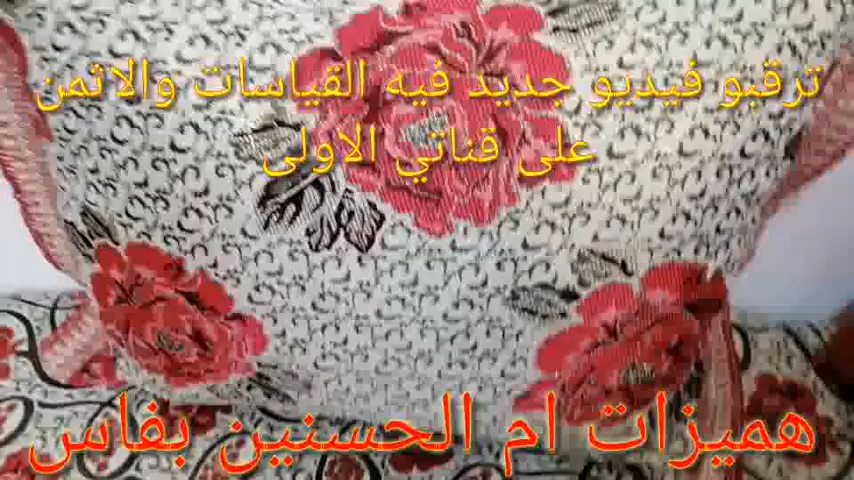 ترقبو فيديو جديد فيه القياسات والاثمن
على قناتي الاولى
هميزات ام الحسنين بفاس